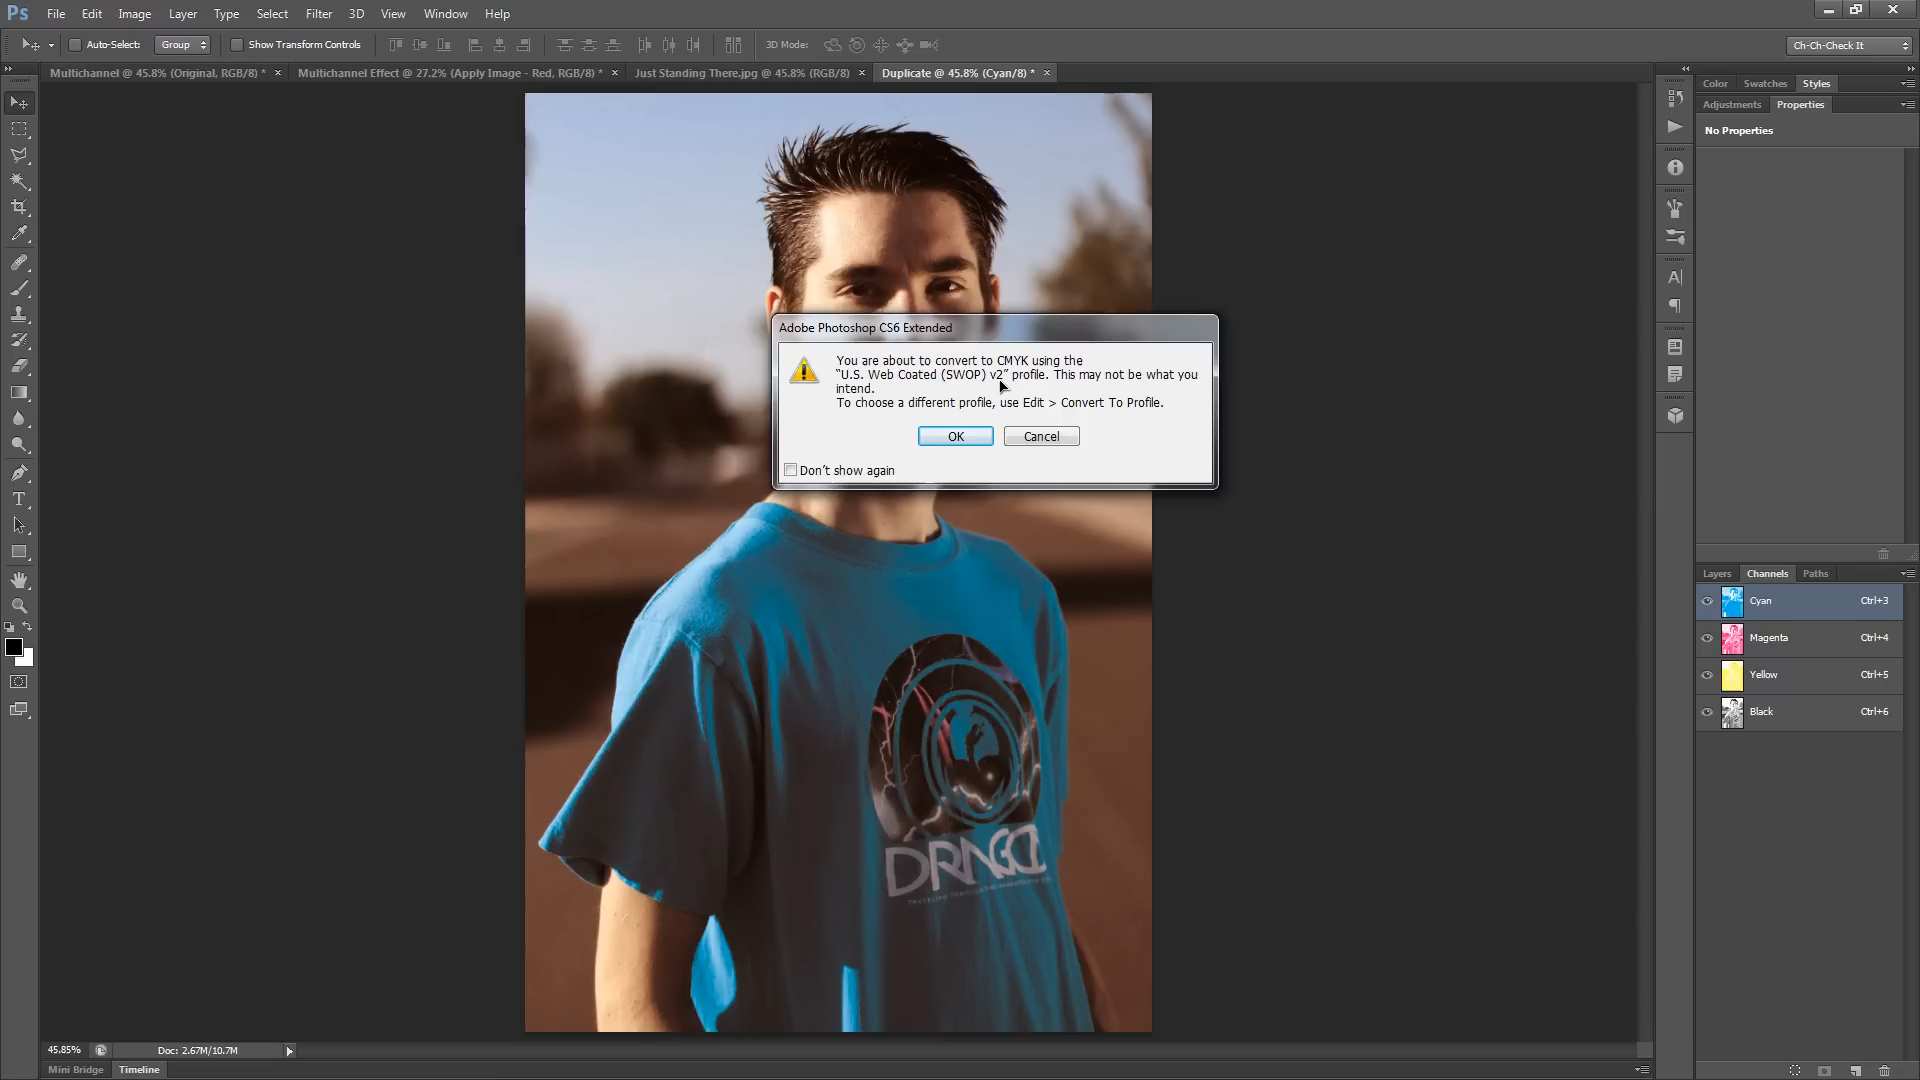 Ps File Edit Image Layer Type Select Filter 3D View Window Help
Auto-Select: Group Show Transform Controls 3D Mode: Ch-Ch-Check It
Multichannel @ 45.8% (Original, RGB/8) * × Multichannel Effect @ 27.2% (Apply Image - Red, RGB/8) * × Just Standing There.jpg @ 45.8% (RGB/8) × Duplicate @ 45.8% (Cyan/8) * ×
Color Swatches Styles
Adjustments Properties
No Properties
Adobe Photoshop CS6 Extended
You are about to convert to CMYK using the
“U.S. Web Coated (SWOP) v2” profile. This may not be what you
intend.
To choose a different profile, use Edit > Convert To Profile.
OK Cancel
Don't show again
Layers Channels Paths
Cyan Ctrl+3
Magenta Ctrl+4
Yellow Ctrl+5
Black Ctrl+6
45.85% Doc: 2.67M/10.7M
Mini Bridge Timeline